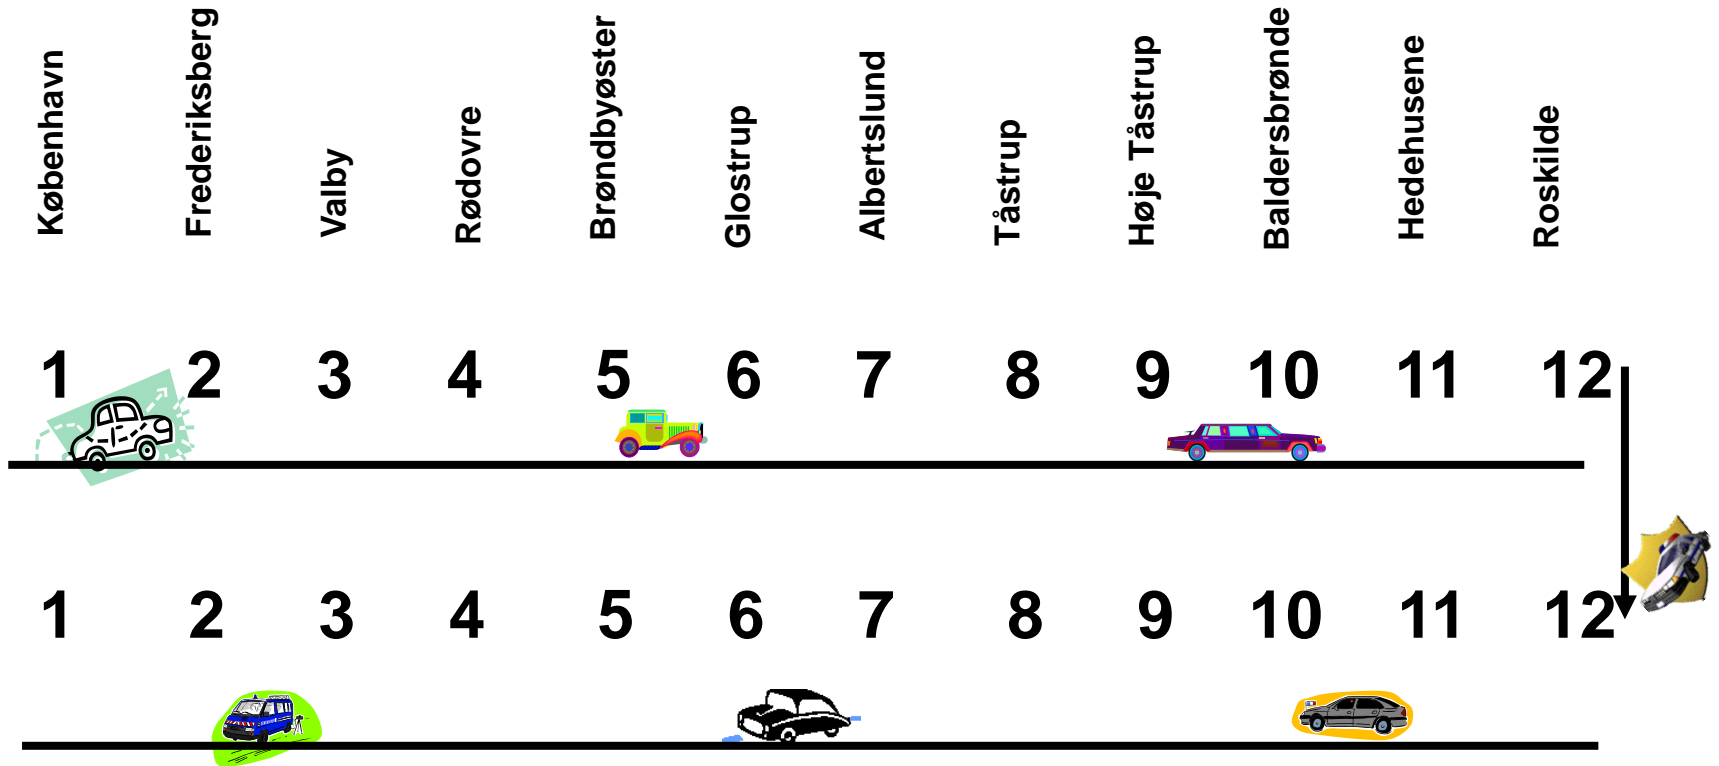 København
Frederiksberg
Valby
Rødovre
Brøndbyøster
Glostrup
Albertslund
Tåstrup
Høje Tåstrup
Baldersbrønde
Hedehusene
Roskilde
1 2 3 4 5 6 7 8 9 10 11 12
1 2 3 4 5 6 7 8 9 10 11 12